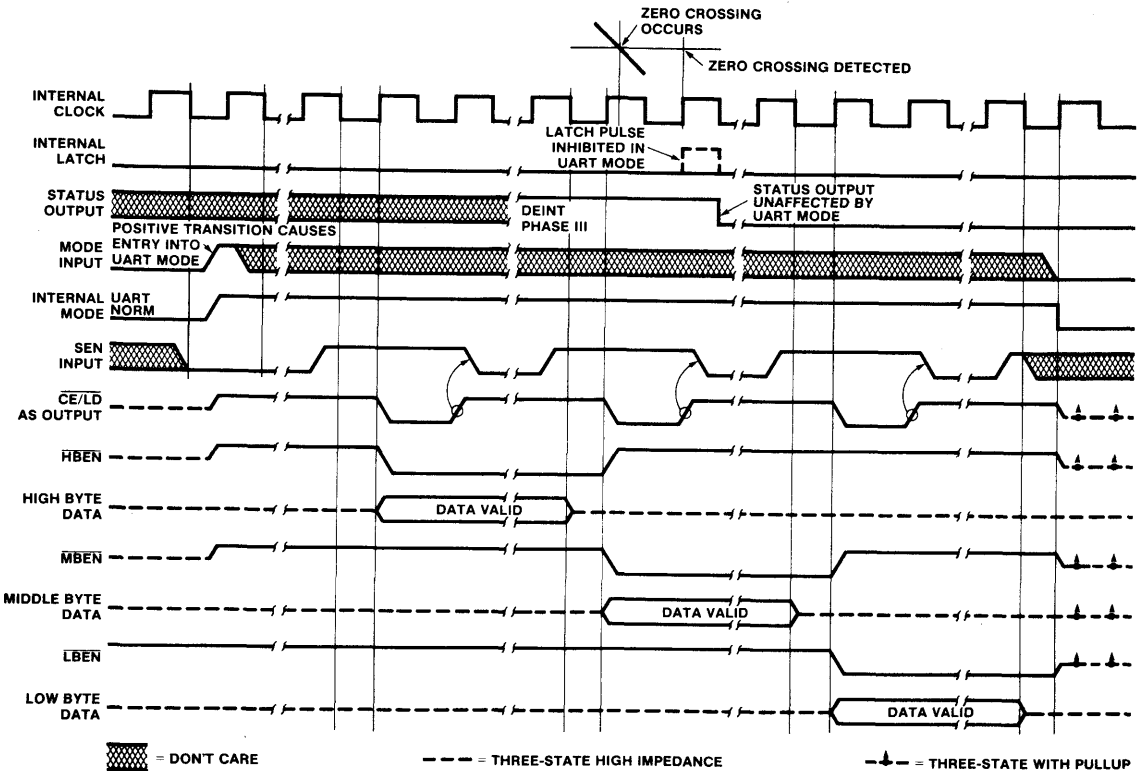 ZERO CROSSING
OCCURS
ZERO CROSSING DETECTED
INTERNAL
CLOCK
INTERNAL
LATCH
LATCH PULSE
INHIBITED IN
UART MODE
STATUS
OUTPUT
DEINT
PHASE III
STATUS OUTPUT
UNAFFECTED BY
UART MODE
POSITIVE TRANSITION CAUSES
ENTRY INTO
UART MODE
MODE
INPUT
INTERNAL
MODE
UART
NORM
SEN
INPUT
CE/LD
AS OUTPUT
HBEN
HIGH BYTE
DATA
DATA VALID
MBEN
MIDDLE BYTE
DATA
DATA VALID
LBEN
LOW BYTE
DATA
DATA VALID
= DON'T CARE
= THREE-STATE HIGH IMPEDANCE
= THREE-STATE WITH PULLUP